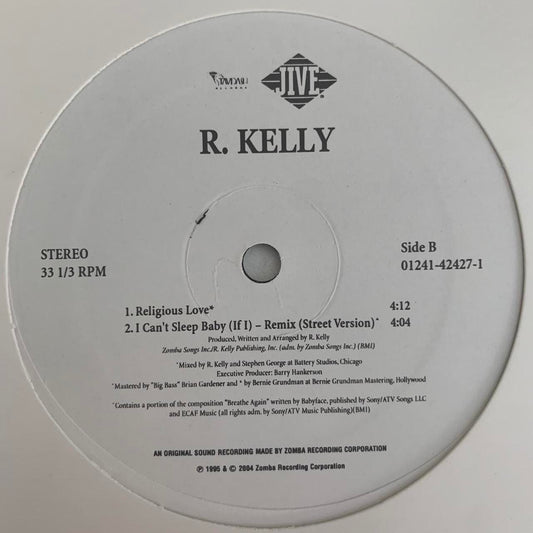 ROCKLAND
RECORDS
JIVE
R. KELLY
STEREO
33 1/3 RPM
Side B
01241-42427-1
1. Religious Love* 4:12
2. I Can't Sleep Baby (If I) – Remix (Street Version)^ 4:04
Produced, Written and Arranged by R. Kelly
Zomba Songs Inc./R. Kelly Publishing, Inc. (adm. by Zomba Songs Inc.) (BMI)
^Mixed by R. Kelly and Stephen George at Battery Studios, Chicago
Executive Producer: Barry Hankerson
^Mastered by "Big Bass" Brian Gardener and * by Bernie Grundman at Bernie Grundman Mastering, Hollywood
^Contains a portion of the composition "Breathe Again" written by Babyface, published by Sony/ATV Songs LLC
and ECAF Music (all rights adm. by Sony/ATV Music Publishing)(BMI)
AN ORIGINAL SOUND RECORDING MADE BY ZOMBA RECORDING CORPORATION
℗ 1995 & © 2004 Zomba Recording Corporation